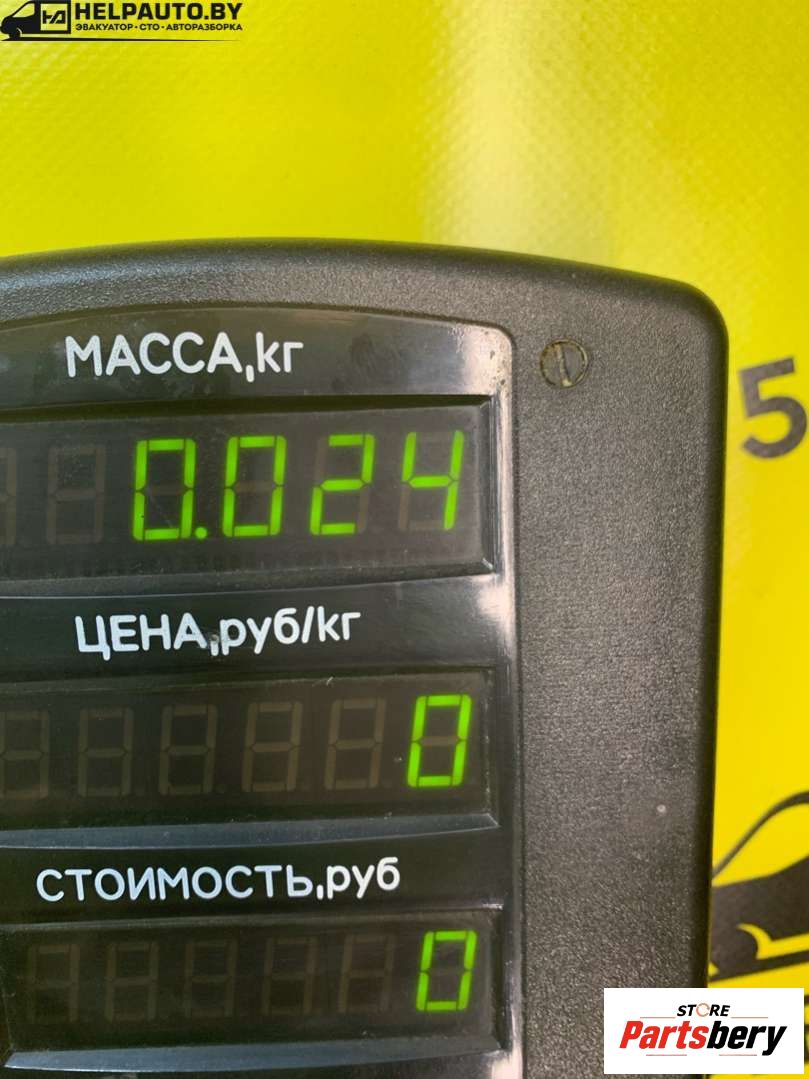 HELPAUTO.BY
ЭВАКУАТОР • СТО • АВТОРАЗБОРКА
МАССА,кг
0.024
5
ЦЕНА,руб/кг
0
СТОИМОСТЬ,руб
0
STORE
Partsbery